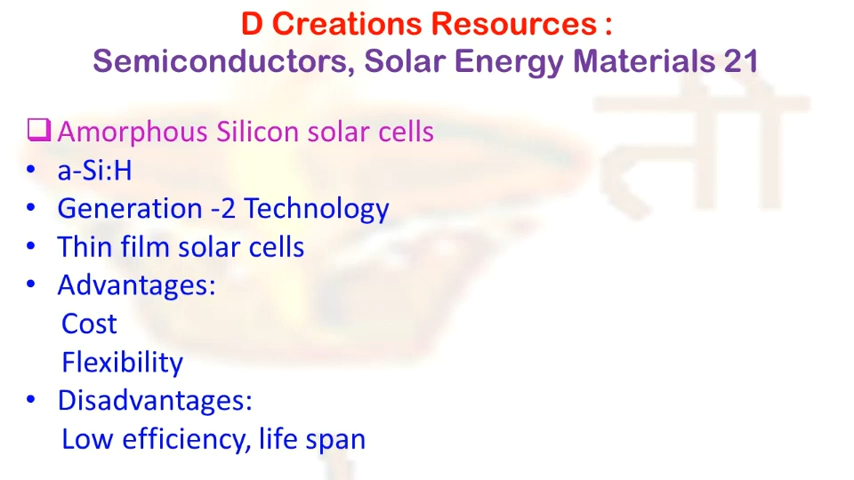 D Creations Resources :
Semiconductors, Solar Energy Materials 21
ती
❑ Amorphous Silicon solar cells
• a-Si:H
• Generation -2 Technology
• Thin film solar cells
• Advantages:
Cost
Flexibility
• Disadvantages:
Low efficiency, life span